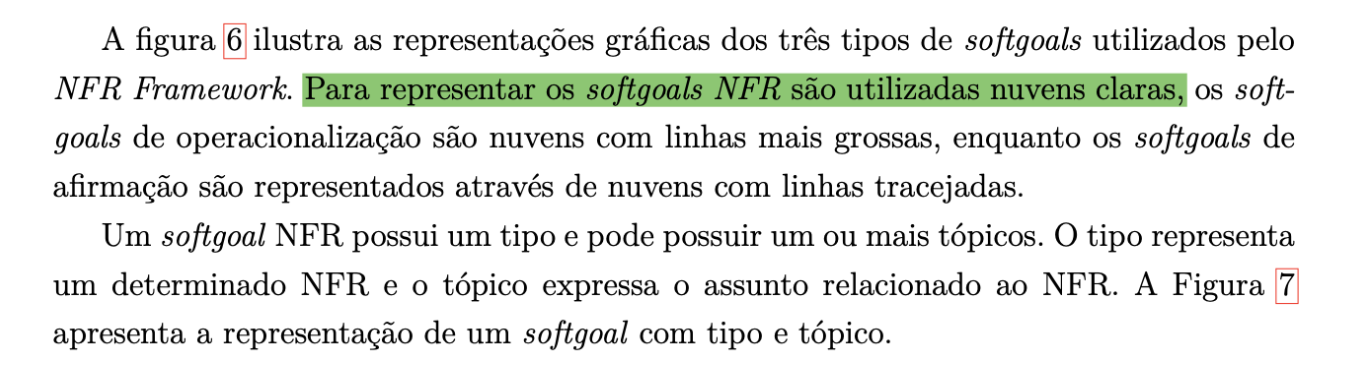 A figura 6 ilustra as representações gráficas dos três tipos de softgoals utilizados pelo
NFR Framework. Para representar os softgoals NFR são utilizadas nuvens claras, os soft-
goals de operacionalização são nuvens com linhas mais grossas, enquanto os softgoals de
afirmação são representados através de nuvens com linhas tracejadas.
Um softgoal NFR possui um tipo e pode possuir um ou mais tópicos. O tipo representa
um determinado NFR e o tópico expressa o assunto relacionado ao NFR. A Figura 7
apresenta a representação de um softgoal com tipo e tópico.